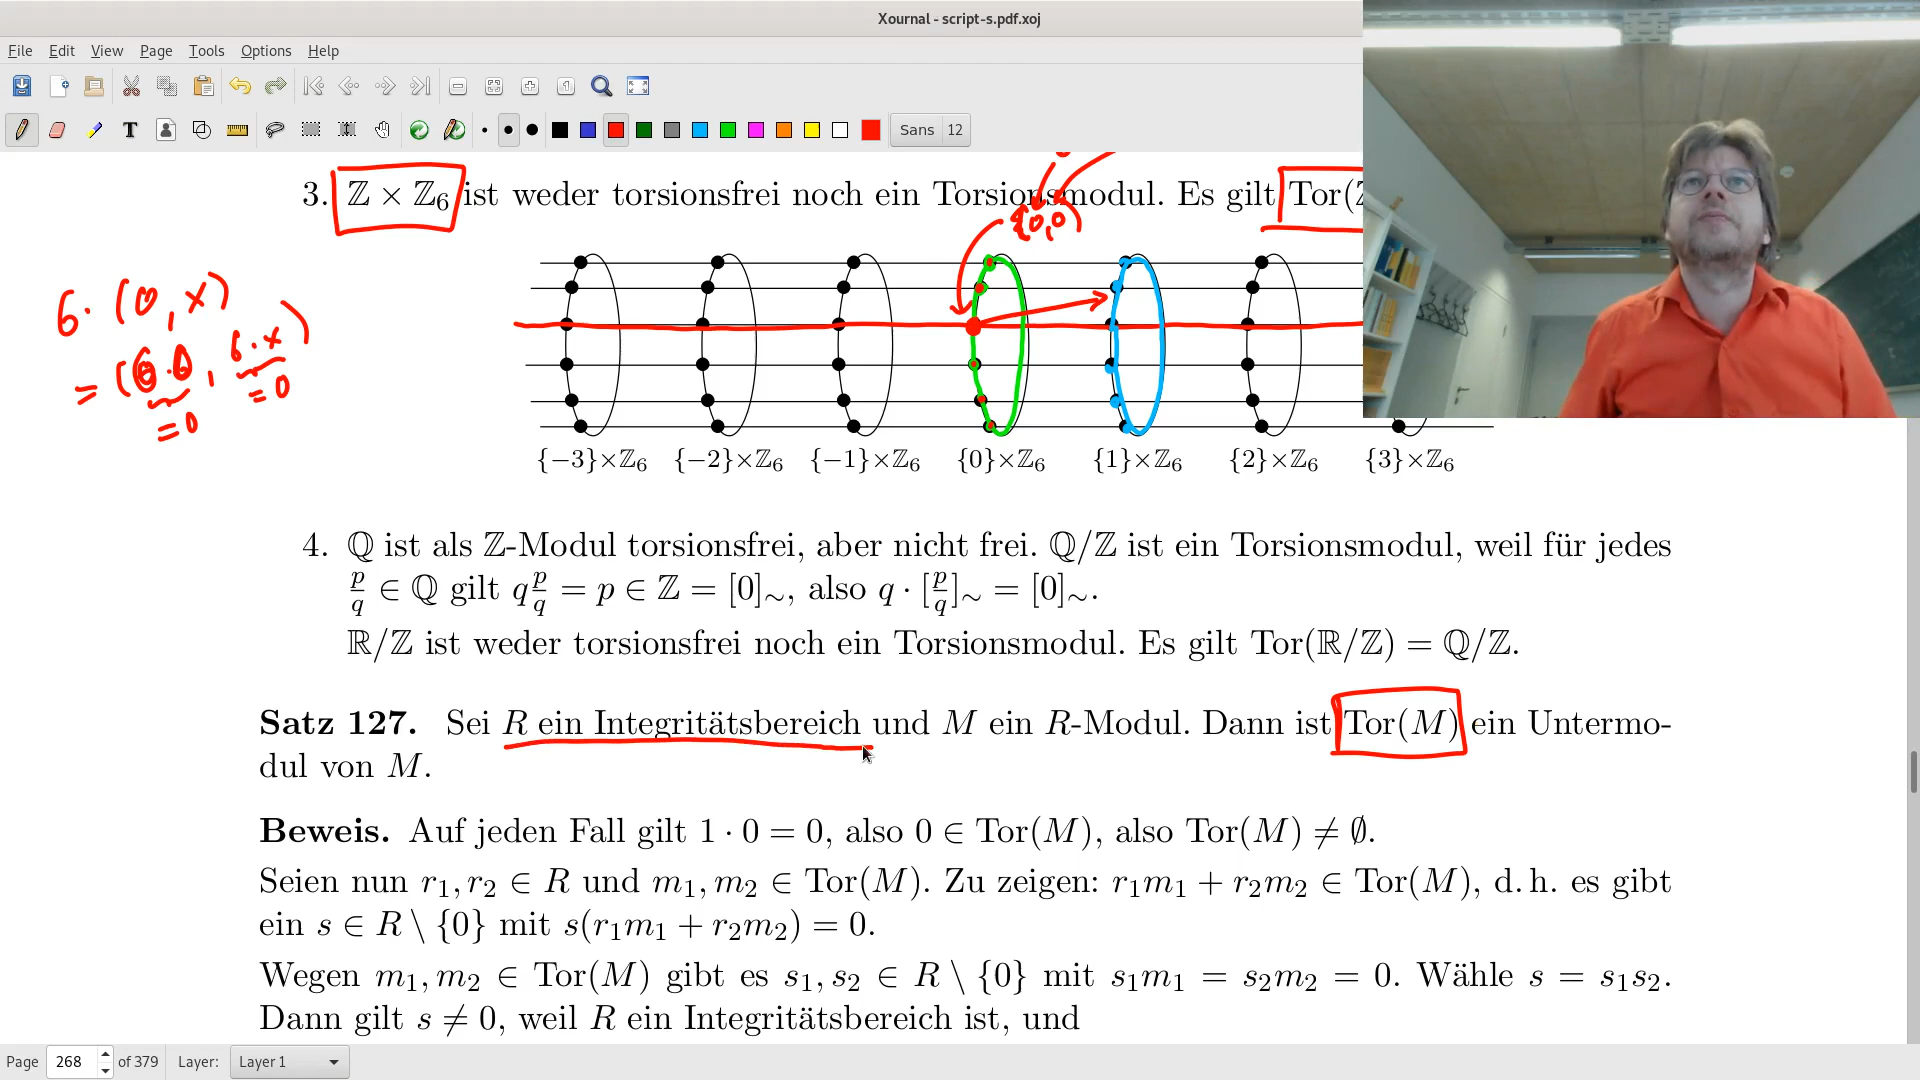 Xournal - script-s.pdf.xoj
File Edit View Page Tools Options Help
Sans 12
3. ℤ × ℤ₆ ist weder torsionsfrei noch ein Torsionsmodul. Es gilt Tor(ℤ
(0,0)
6·(0,x)
= (6·0, 6·x)
=0 =0
{−3}×ℤ₆ {−2}×ℤ₆ {−1}×ℤ₆ {0}×ℤ₆ {1}×ℤ₆ {2}×ℤ₆ {3}×ℤ₆
4. ℚ ist als ℤ-Modul torsionsfrei, aber nicht frei. ℚ/ℤ ist ein Torsionsmodul, weil für jedes
p/q ∈ ℚ gilt q p/q = p ∈ ℤ = [0]∼, also q · [p/q]∼ = [0]∼.
ℝ/ℤ ist weder torsionsfrei noch ein Torsionsmodul. Es gilt Tor(ℝ/ℤ) = ℚ/ℤ.
Satz 127. Sei R ein Integritätsbereich und M ein R-Modul. Dann ist Tor(M) ein Untermo-
dul von M.
Beweis. Auf jeden Fall gilt 1 · 0 = 0, also 0 ∈ Tor(M), also Tor(M) ≠ ∅.
Seien nun r₁, r₂ ∈ R und m₁, m₂ ∈ Tor(M). Zu zeigen: r₁m₁ + r₂m₂ ∈ Tor(M), d. h. es gibt
ein s ∈ R \ {0} mit s(r₁m₁ + r₂m₂) = 0.
Wegen m₁, m₂ ∈ Tor(M) gibt es s₁, s₂ ∈ R \ {0} mit s₁m₁ = s₂m₂ = 0. Wähle s = s₁s₂.
Dann gilt s ≠ 0, weil R ein Integritätsbereich ist, und
Page 268 of 379 Layer: Layer 1